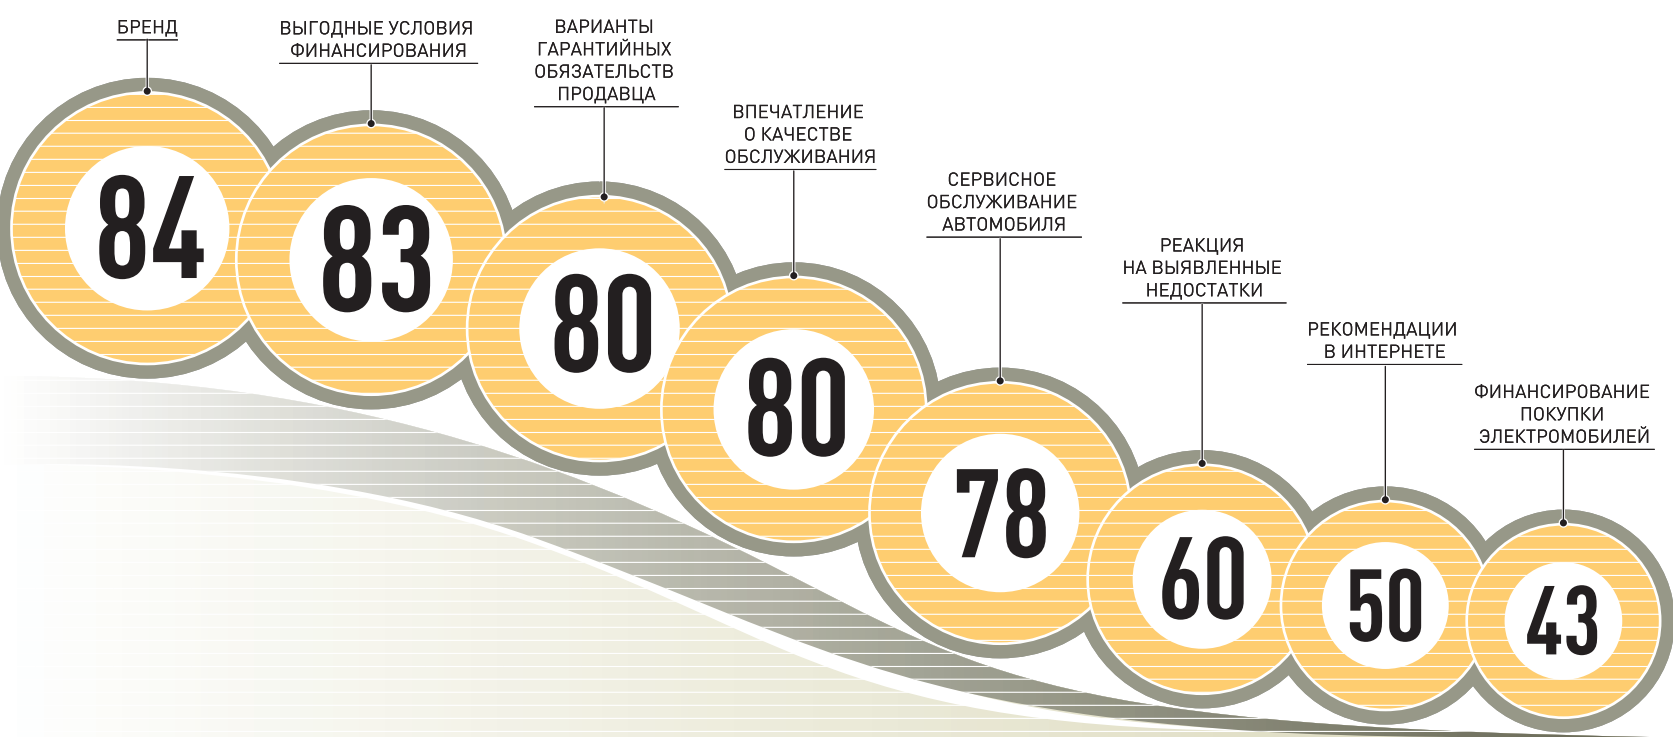 БРЕНД
84
ВЫГОДНЫЕ УСЛОВИЯ
ФИНАНСИРОВАНИЯ
83
ВАРИАНТЫ
ГАРАНТИЙНЫХ
ОБЯЗАТЕЛЬСТВ
ПРОДАВЦА
80
ВПЕЧАТЛЕНИЕ
О КАЧЕСТВЕ
ОБСЛУЖИВАНИЯ
80
СЕРВИСНОЕ
ОБСЛУЖИВАНИЕ
АВТОМОБИЛЯ
78
РЕАКЦИЯ
НА ВЫЯВЛЕННЫЕ
НЕДОСТАТКИ
60
РЕКОМЕНДАЦИИ
В ИНТЕРНЕТЕ
50
ФИНАНСИРОВАНИЕ
ПОКУПКИ
ЭЛЕКТРОМОБИЛЕЙ
43